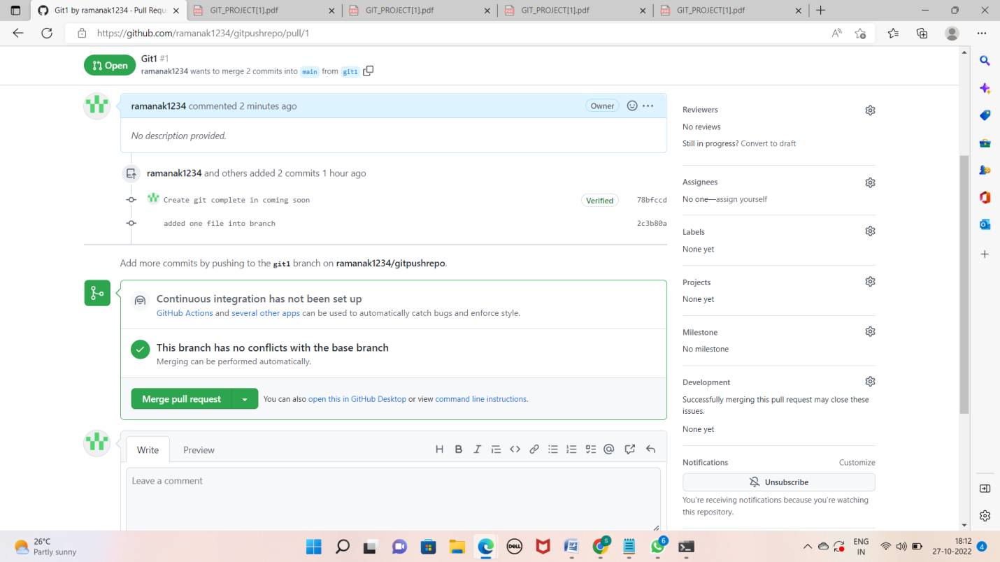 Git1 by ramanak1234 · Pull Requ
GIT_PROJECT[1].pdf
GIT_PROJECT[1].pdf
GIT_PROJECT[1].pdf
GIT_PROJECT[1].pdf
https://github.com/ramanak1234/gitpushrepo/pull/1
Open
Git1 #1
ramanak1234 wants to merge 2 commits into main from git1
ramanak1234 commented 2 minutes ago
Owner
No description provided.
ramanak1234 and others added 2 commits 1 hour ago
Create git complete in coming soon
Verified
78bfccd
added one file into branch
2c3b80a
Add more commits by pushing to the git1 branch on ramanak1234/gitpushrepo.
Continuous integration has not been set up
GitHub Actions and several other apps can be used to automatically catch bugs and enforce style.
This branch has no conflicts with the base branch
Merging can be performed automatically.
Merge pull request
You can also open this in GitHub Desktop or view command line instructions.
Write
Preview
Leave a comment
Reviewers
No reviews
Still in progress? Convert to draft
Assignees
No one—assign yourself
Labels
None yet
Projects
None yet
Milestone
No milestone
Development
Successfully merging this pull request may close these
issues.
None yet
Notifications
Customize
Unsubscribe
You're receiving notifications because you're watching
this repository.
26°C
Partly sunny
DELL
S
6
ENG
IN
18:12
27-10-2022
4